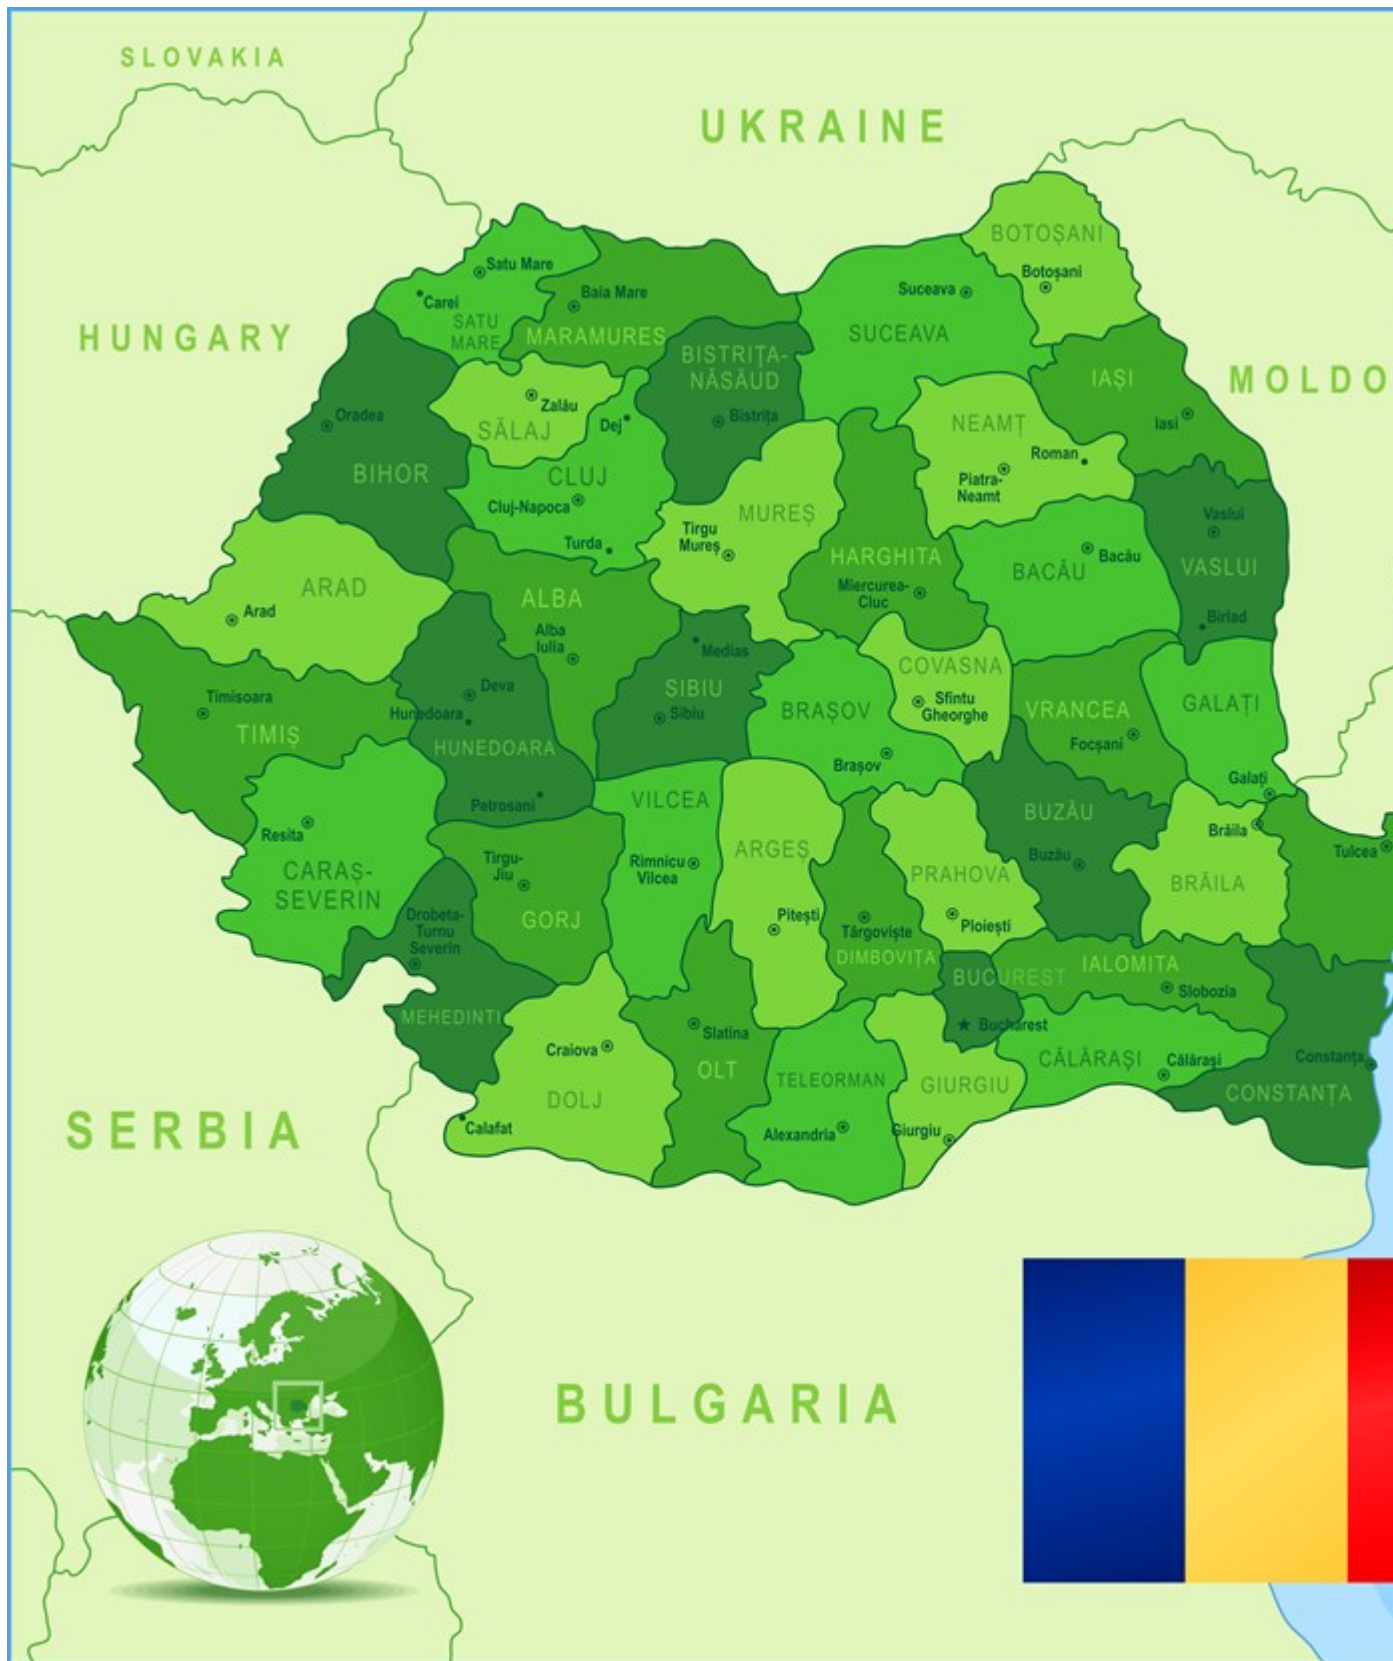 SLOVAKIA
UKRAINE
HUNGARY
MOLDO
SERBIA
BULGARIA
BOTOȘANI
Botoșani
Satu Mare
Carei
SATU
MARE
Baia Mare
MARAMURES
Suceava
SUCEAVA
BISTRIȚA-
NĂSĂUD
Bistrița
IAȘI
Iasi
Oradea
BIHOR
Zalău
SĂLAJ
Dej
CLUJ
Cluj-Napoca
Turda
NEAMȚ
Roman
Piatra-
Neamt
MUREȘ
Tirgu
Mureș
HARGHITA
Miercurea-
Cluc
BACĂU
Bacău
Vaslui
VASLUI
Birlad
ARAD
Arad
ALBA
Alba
Iulia
Medias
SIBIU
Sibiu
COVASNA
Sfintu
Gheorghe
BRAȘOV
Brașov
VRANCEA
Focșani
GALAȚI
Galați
Timisoara
TIMIȘ
Deva
Hunedoara
HUNEDOARA
Petrosani
Resita
CARAȘ-
SEVERIN
VILCEA
Rimnicu
Vilcea
ARGEȘ
Pitești
BUZĂU
Buzău
Brăila
BRĂILA
Tulcea
Tirgu-
Jiu
GORJ
Drobeta-
Turnu
Severin
MEHEDINTI
PRAHOVA
Ploiești
Târgoviște
DIMBOVIȚA
BUCUREST
Bucharest
IALOMITA
Slobozia
Craiova
DOLJ
Calafat
Slatina
OLT
TELEORMAN
Alexandria
GIURGIU
Giurgiu
CĂLĂRAȘI
Călărași
Constanța
CONSTANȚA